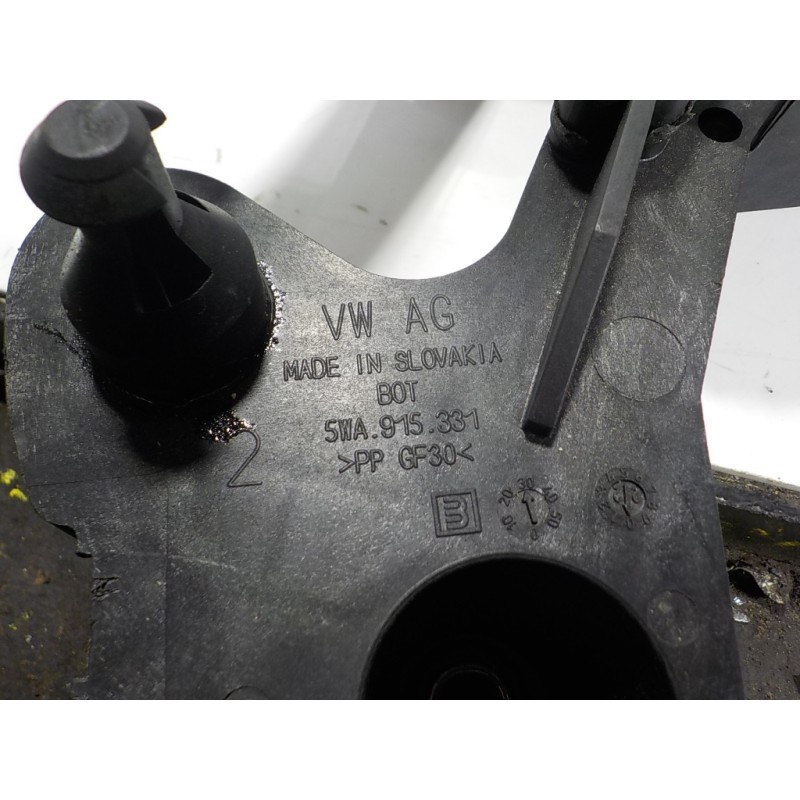 VW AG
MADE IN SLOVAKIA
BOT
5WA.915.331
>PP GF30<
2
B